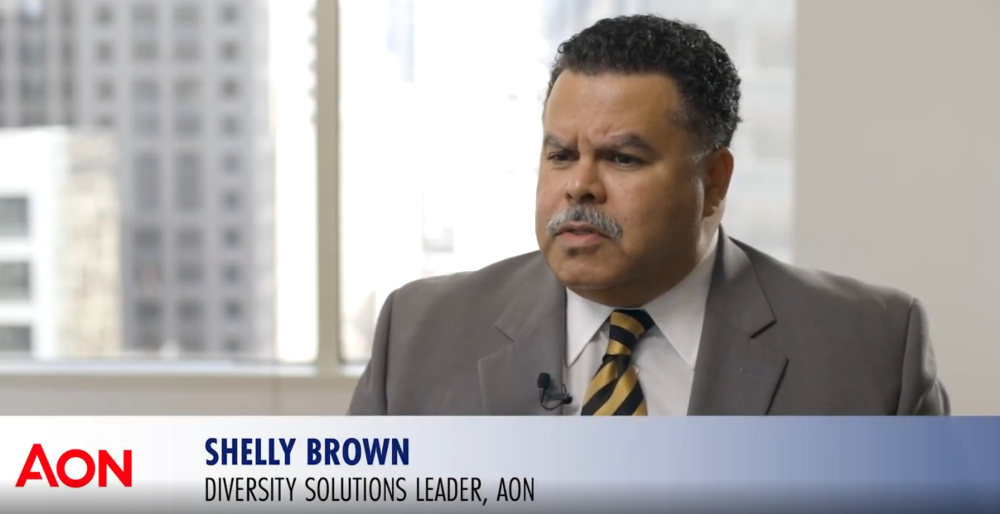 AON
SHELLY BROWN
DIVERSITY SOLUTIONS LEADER, AON